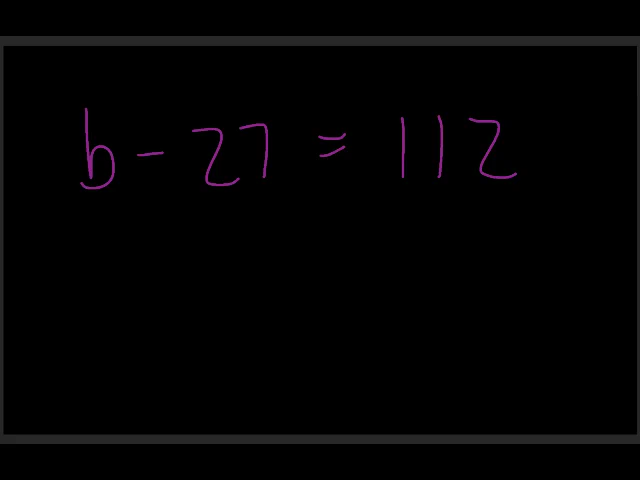 b - 27 = 112